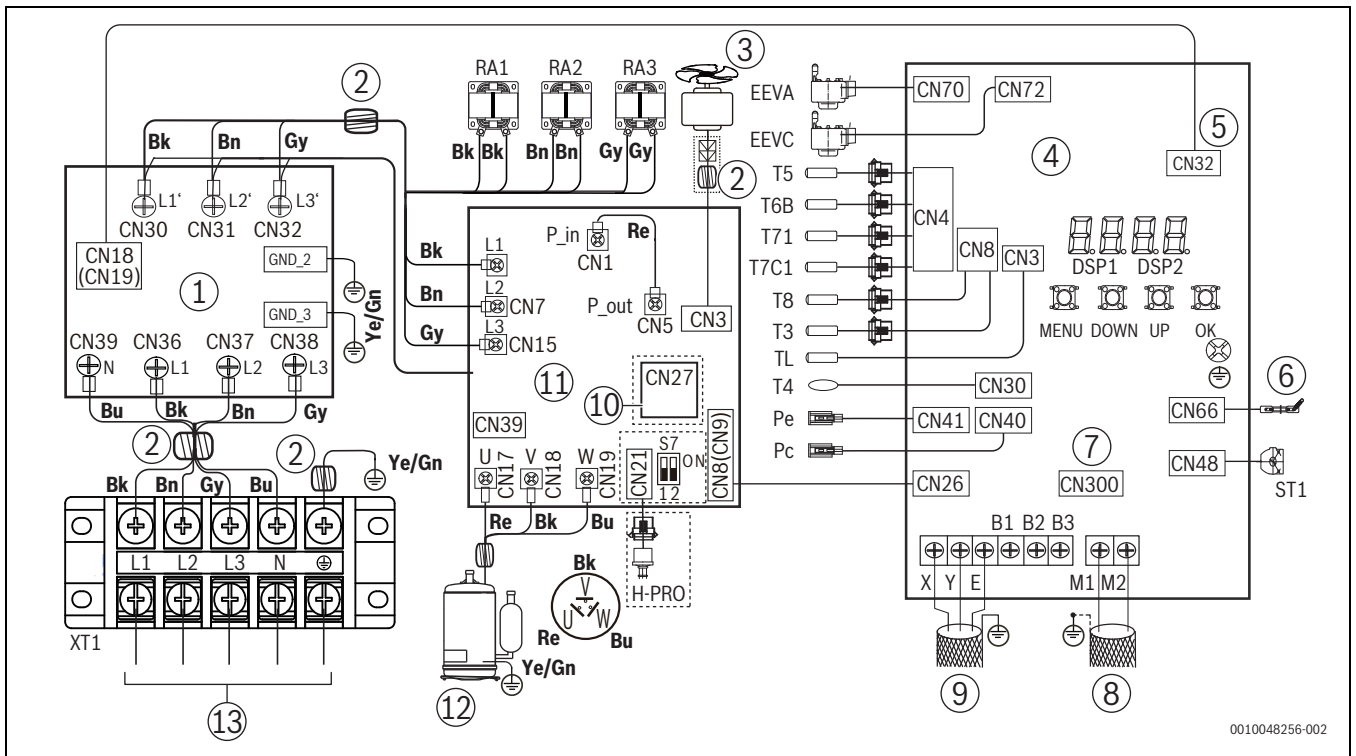 3
2
RA1 RA2 RA3
EEVA CN70 CN72
5
Bk Bn Gy
EEVC
4
Bk Bk Bn Bn Gy Gy
2
CN32
T5
L1‘ L2‘ L3‘
CN30 CN31 CN32
T6B CN4
CN18
(CN19)
GND_2
P_in Re
CN1
T71 CN8 CN3
DSP1 DSP2
Bk L1
T7C1
1
Ye/Gn
Bn L2 CN7
P_out CN5 CN3
T8
GND_3
MENU DOWN UP OK
Gy L3 CN15
T3
CN39 CN36 CN37 CN38
N L1 L2 L3
TL
11
10
CN27
T4 CN30
6
Bu Bk Bn Gy
Pe CN41 CN40
CN66
CN39
S7
ON
1 2
CN21
CN8(CN9)
Pc
7
2 2
Ye/Gn
U V W
CN17 CN18 CN19
CN26
CN300
CN48
ST1
Bk Bn Gy Bu
Re Bk Bu
B1 B2 B3
L1 L2 L3 N
Bk
V
U W
Re Bu
H-PRO
X Y E M1 M2
XT1
Ye/Gn
13
12
9
8
0010048256-002